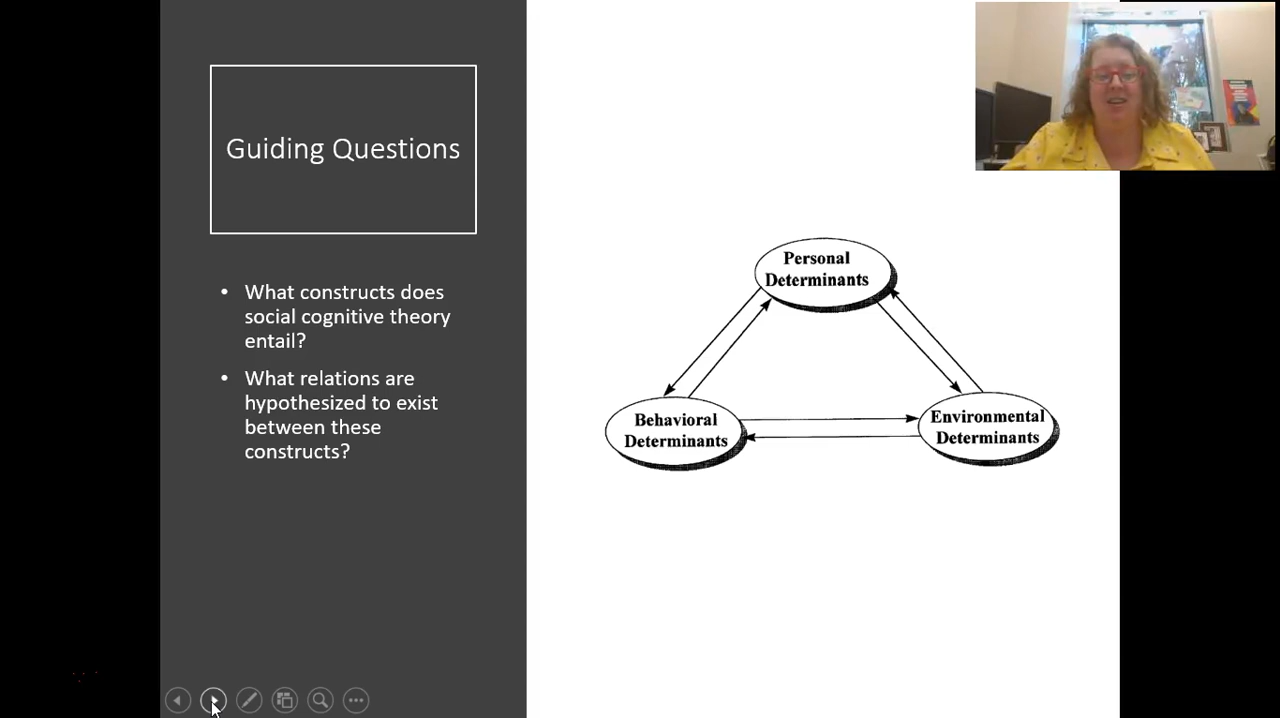 Guiding Questions
• What constructs does
social cognitive theory
entail?
• What relations are
hypothesized to exist
between these
constructs?
Personal
Determinants
Behavioral
Determinants
Environmental
Determinants